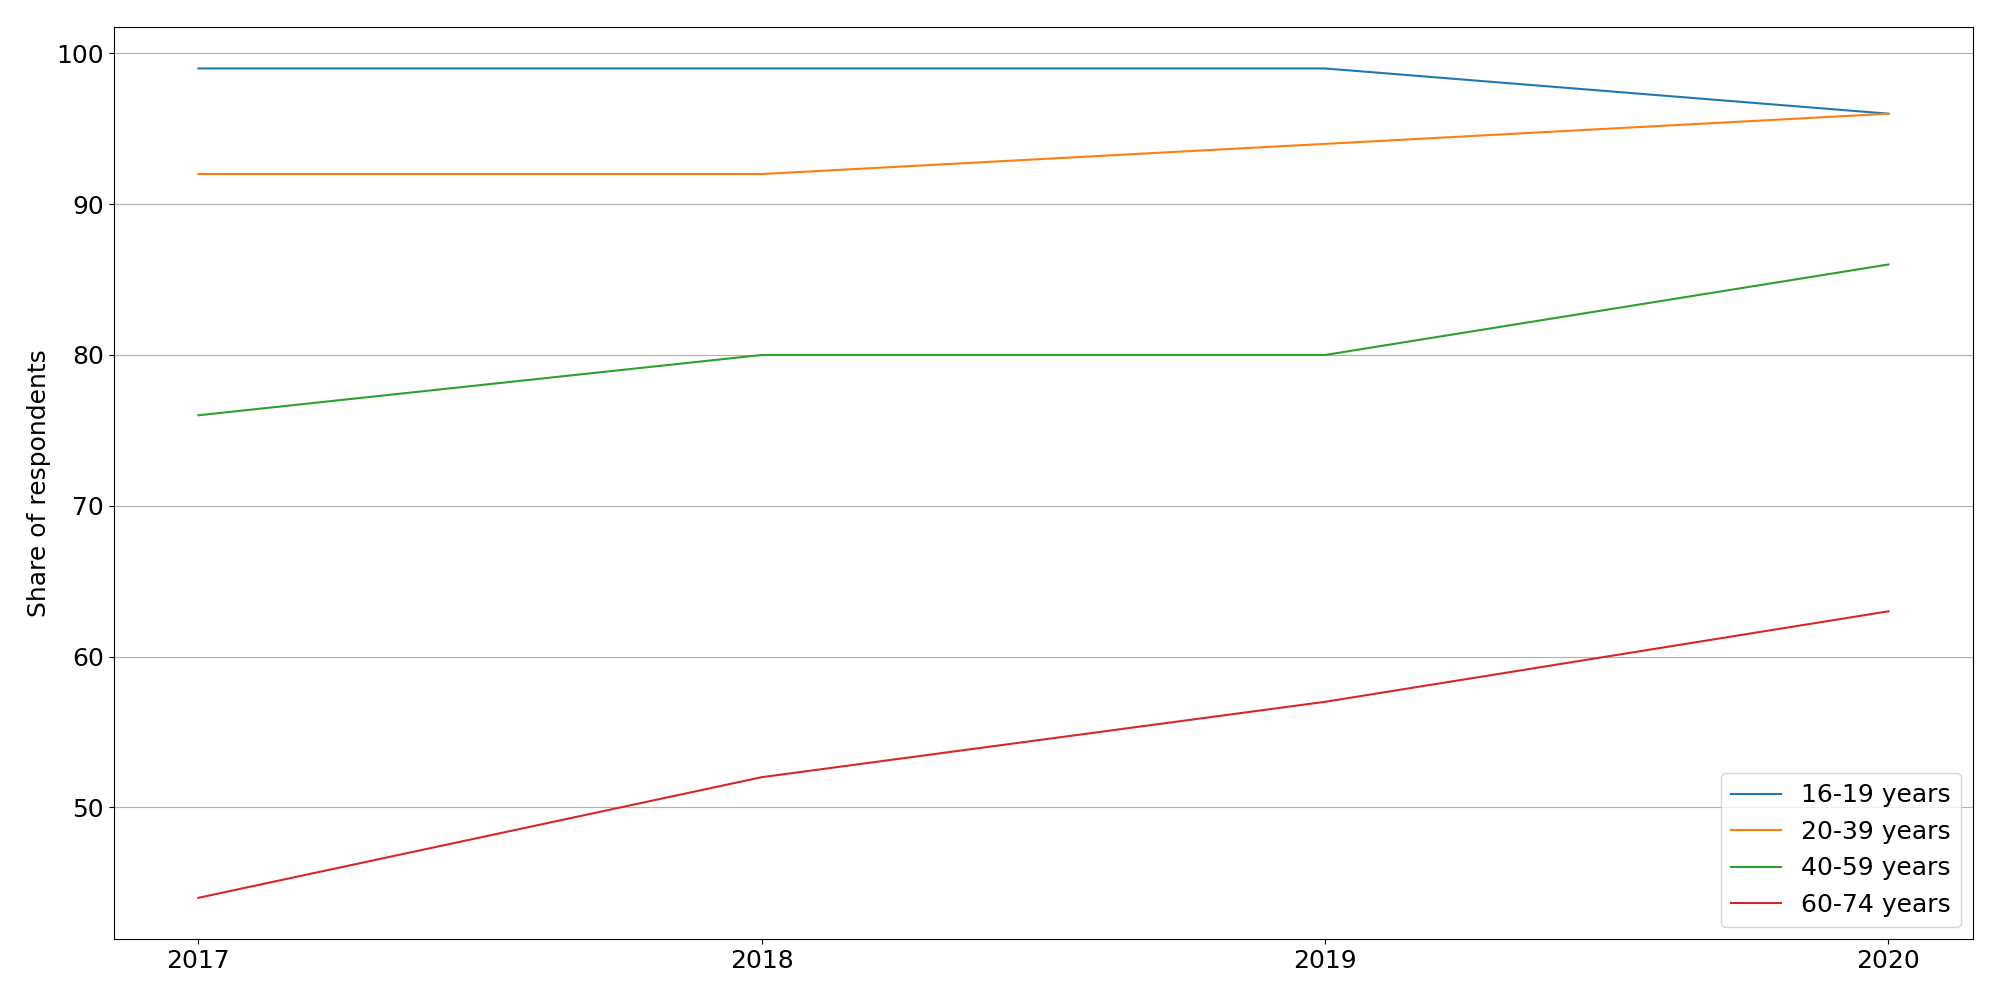 100
90
80
70
60
50
Share of respondents
2017 2018 2019 2020
16-19 years
20-39 years
40-59 years
60-74 years